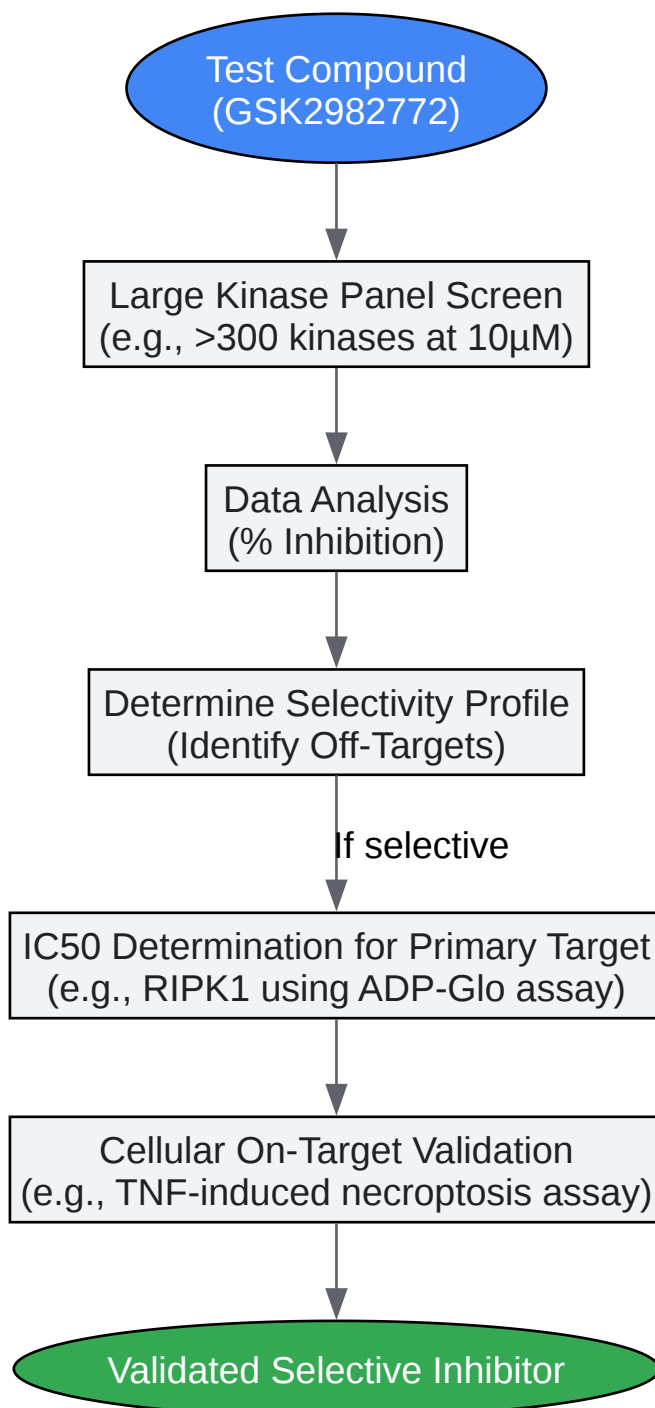 Test Compound
(GSK2982772)
Large Kinase Panel Screen
(e.g., >300 kinases at 10µM)
Data Analysis
(% Inhibition)
Determine Selectivity Profile
(Identify Off-Targets)
If selective
IC50 Determination for Primary Target
(e.g., RIPK1 using ADP-Glo assay)
Cellular On-Target Validation
(e.g., TNF-induced necroptosis assay)
Validated Selective Inhibitor